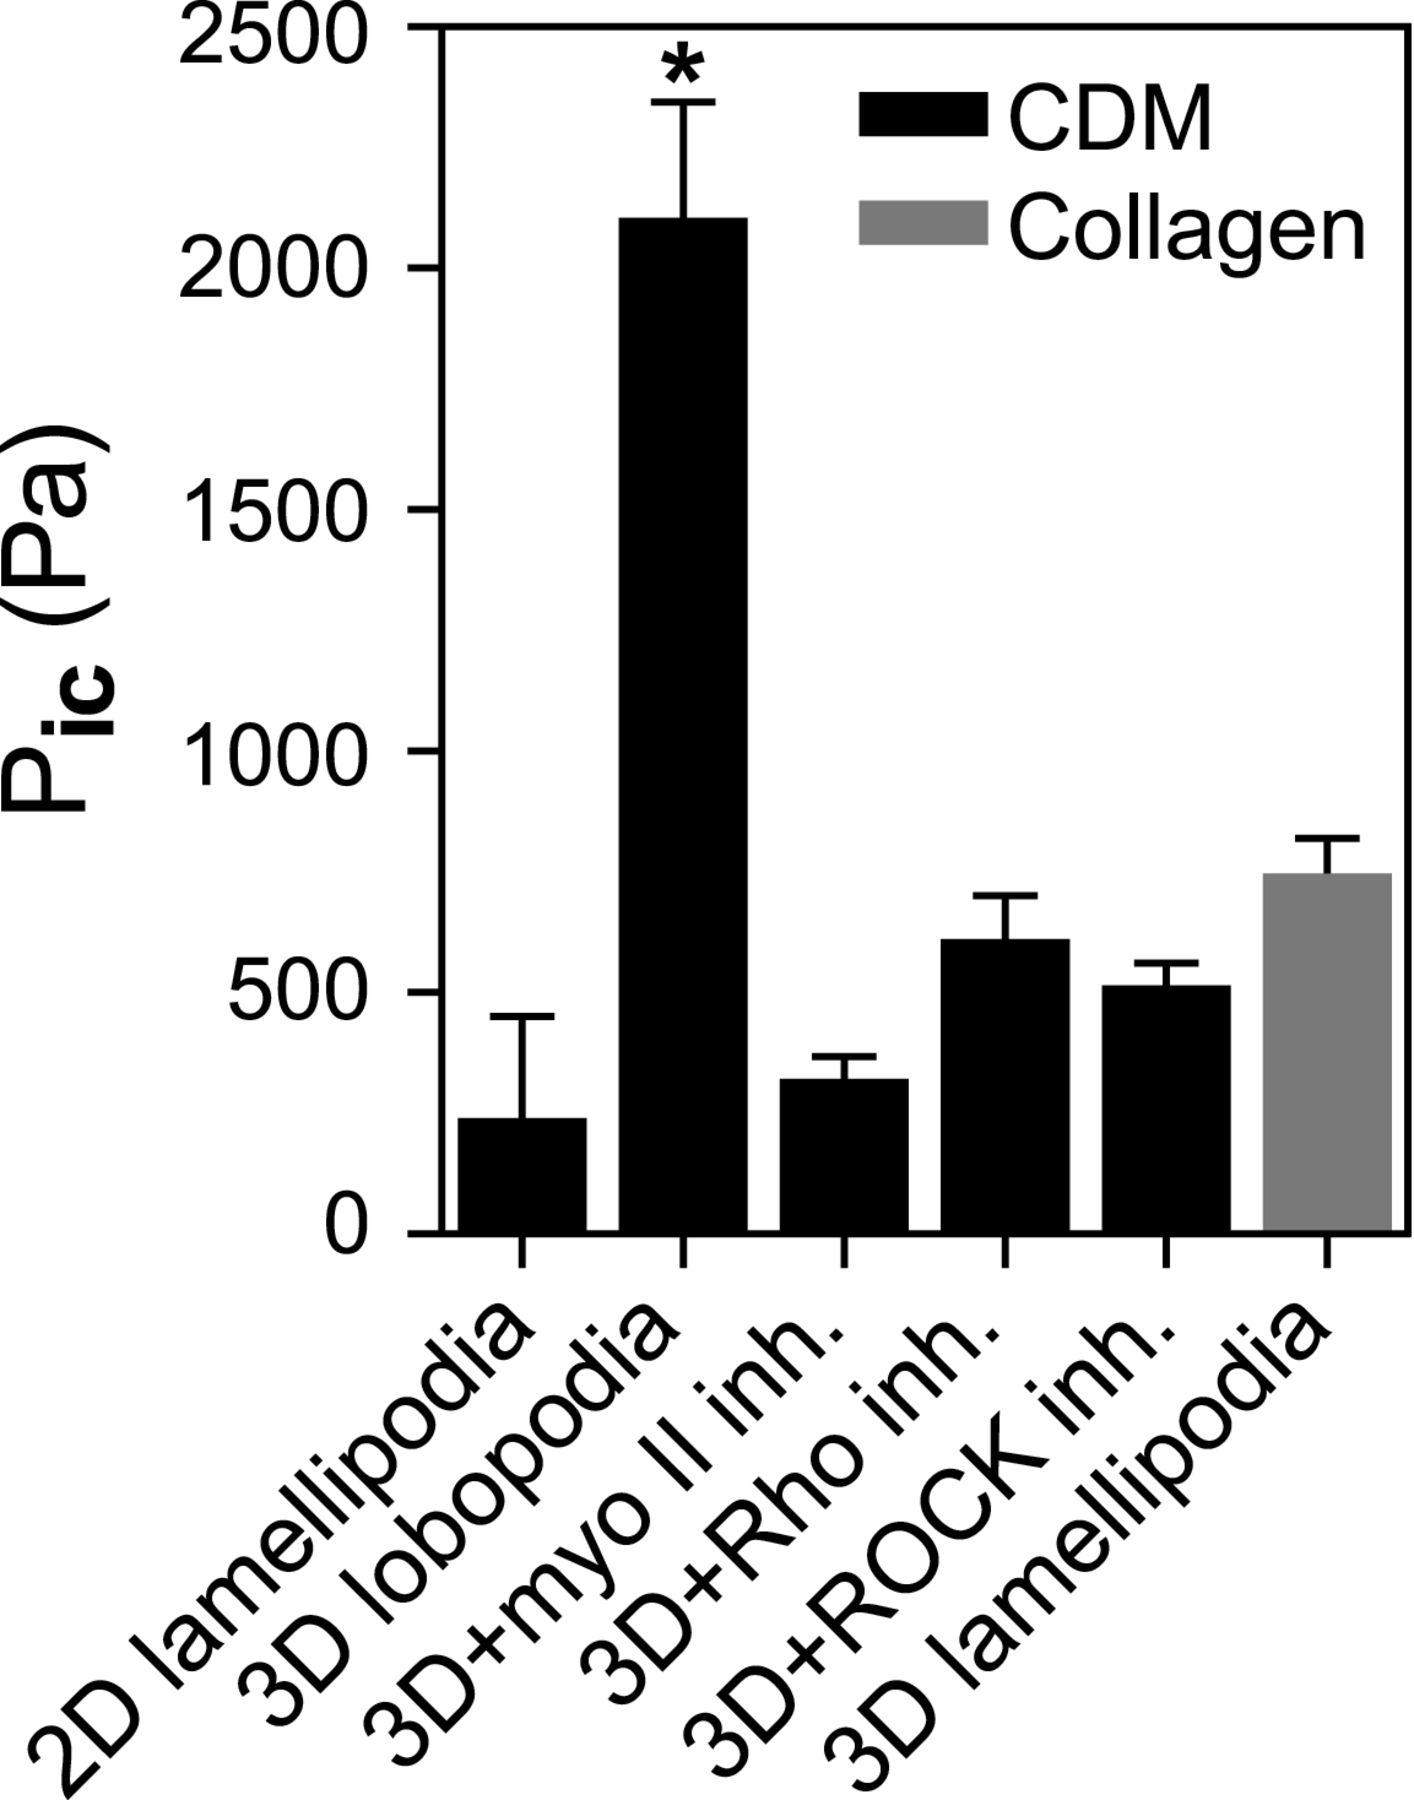 2500
2000
1500
1000
500
0
Pic (Pa)
*
CDM
Collagen
2D lamellipodia
3D lobopodia
3D+myo II inh.
3D+Rho inh.
3D+ROCK inh.
3D lamellipodia